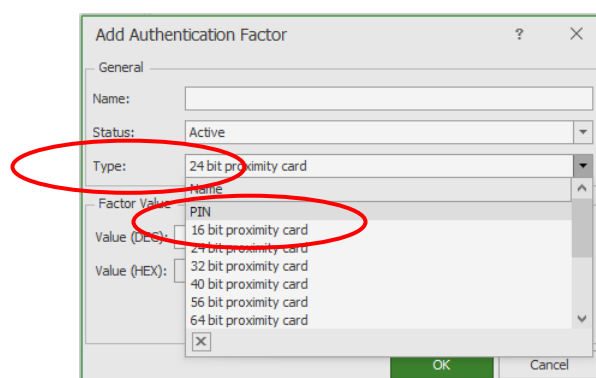 Add Authentication Factor ?
General
Name:
Status: Active
Type: 24 bit proximity card
Name
Factor Value
PIN
16 bit proximity card
Value (DEC):
24 bit proximity card
32 bit proximity card
Value (HEX):
40 bit proximity card
56 bit proximity card
64 bit proximity card
OK Cancel